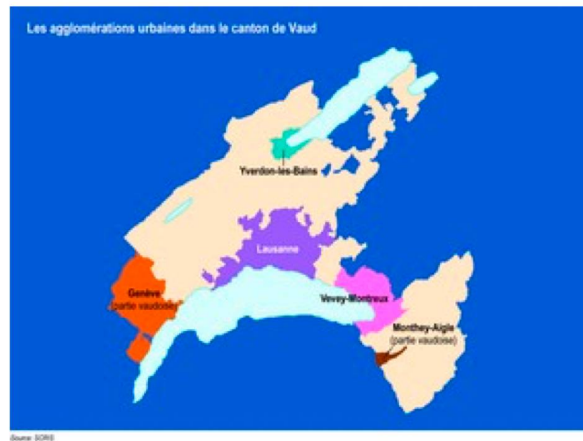 Les agglomérations urbaines dans le canton de Vaud
Yverdon-les-Bains
Lausanne
Genève
(partie vaudoise)
Vevey-Montreux
Monthey-Aigle
(partie vaudoise)
Source: SCRIS